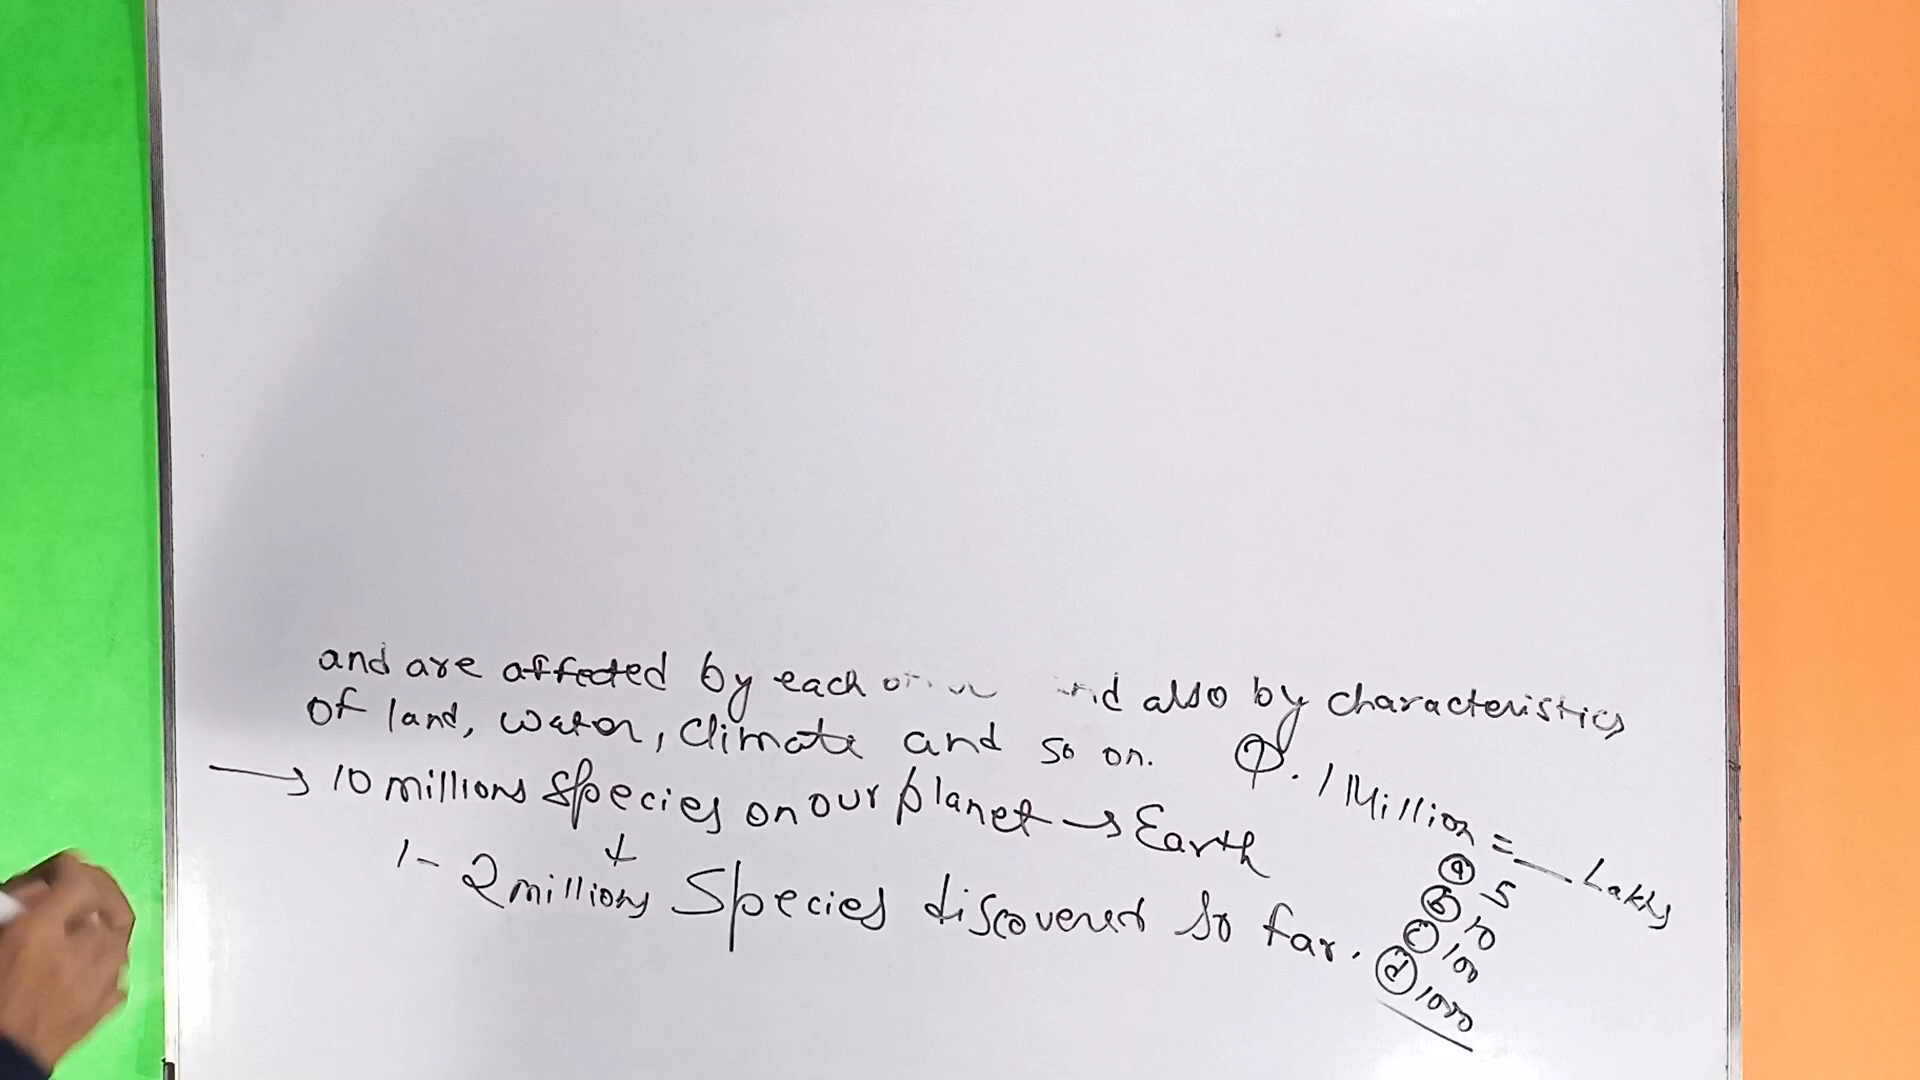 and are affected by each and also by characteristics
of land, water, climate and so on.
→ 10 millions species on our planet → Earth
↓
1-2 millions Species discovered so far.
Q. 1 Million = __ Lakhs
(a) 5
(b) 10
(c) 100
(d) 1000